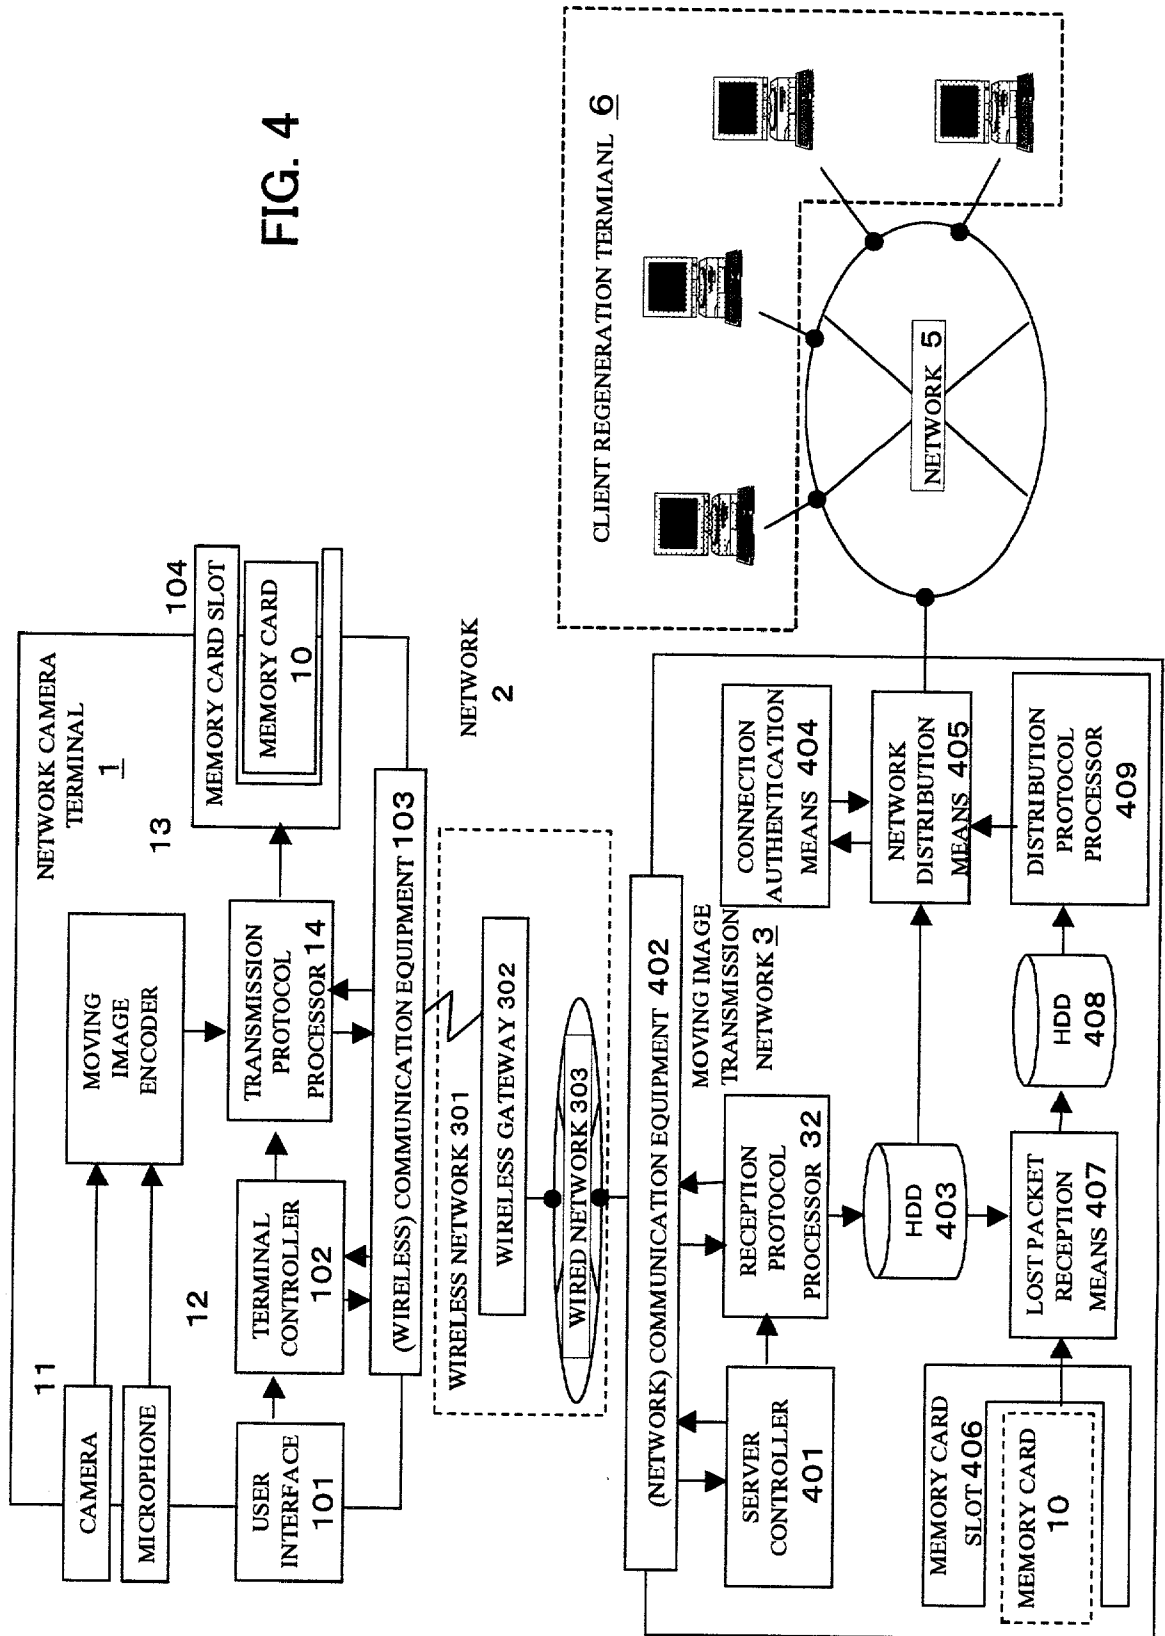 FIG. 4
NETWORK CAMERA
TERMINAL
1
11
CAMERA
MICROPHONE
12
MOVING
IMAGE
ENCODER
13
USER
INTERFACE
101
TERMINAL
CONTROLLER
102
TRANSMISSION
PROTOCOL
PROCESSOR 14
104
MEMORY CARD SLOT
MEMORY CARD
10
(WIRELESS) COMMUNICATION EQUIPMENT 103
WIRELESS NETWORK 301
WIRELESS GATEWAY 302
WIRED NETWORK 303
NETWORK
2
(NETWORK) COMMUNICATION EQUIPMENT 402
MOVING IMAGE
TRANSMISSION
NETWORK 3
SERVER
CONTROLLER
401
RECEPTION
PROTOCOL
PROCESSOR 32
CONNECTION
AUTHENTICATION
MEANS 404
HDD
403
NETWORK
DISTRIBUTION
MEANS 405
MEMORY CARD
SLOT 406
MEMORY CARD
10
LOST PACKET
RECEPTION
MEANS 407
HDD
408
DISTRIBUTION
PROTOCOL
PROCESSOR
409
CLIENT REGENERATION TERMIANL 6
NETWORK 5